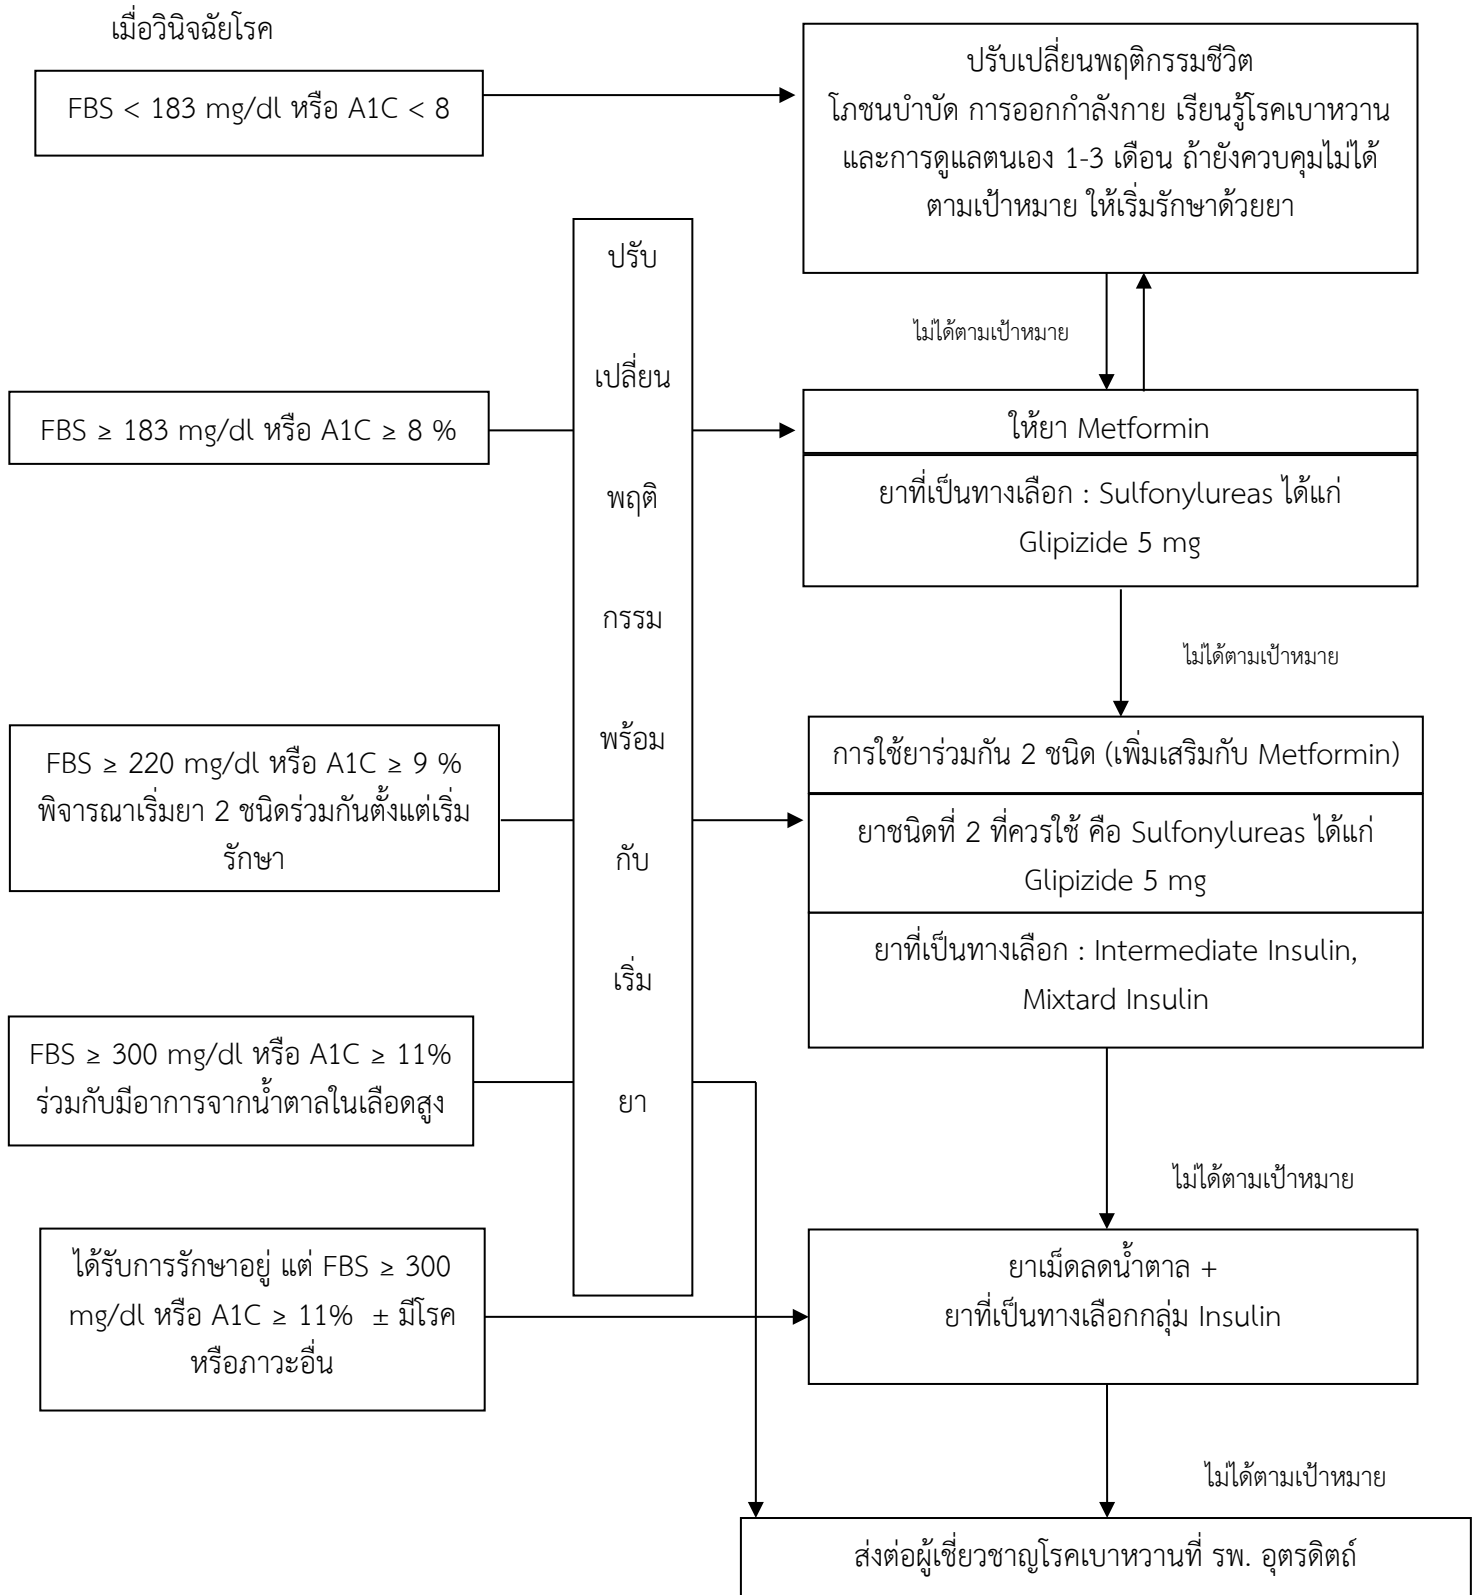 เมื่อวินิจฉัยโรค
FBS < 183 mg/dl หรือ A1C < 8
ปรับเปลี่ยนพฤติกรรมชีวิต
โภชนบำบัด การออกกำลังกาย เรียนรู้โรคเบาหวาน
และการดูแลตนเอง 1-3 เดือน ถ้ายังควบคุมไม่ได้
ตามเป้าหมาย ให้เริ่มรักษาด้วยยา
ปรับ
เปลี่ยน
พฤติ
กรรม
พร้อม
กับ
เริ่ม
ยา
ไม่ได้ตามเป้าหมาย
FBS ≥ 183 mg/dl หรือ A1C ≥ 8 %
ให้ยา Metformin
ยาที่เป็นทางเลือก : Sulfonylureas ได้แก่
Glipizide 5 mg
ไม่ได้ตามเป้าหมาย
FBS ≥ 220 mg/dl หรือ A1C ≥ 9 %
พิจารณาเริ่มยา 2 ชนิดร่วมกันตั้งแต่เริ่ม
รักษา
การใช้ยาร่วมกัน 2 ชนิด (เพิ่มเสริมกับ Metformin)
ยาชนิดที่ 2 ที่ควรใช้ คือ Sulfonylureas ได้แก่
Glipizide 5 mg
ยาที่เป็นทางเลือก : Intermediate Insulin,
Mixtard Insulin
FBS ≥ 300 mg/dl หรือ A1C ≥ 11%
ร่วมกับมีอาการจากน้ำตาลในเลือดสูง
ไม่ได้ตามเป้าหมาย
ได้รับการรักษาอยู่ แต่ FBS ≥ 300
mg/dl หรือ A1C ≥ 11% ± มีโรค
หรือภาวะอื่น
ยาเม็ดลดน้ำตาล +
ยาที่เป็นทางเลือกกลุ่ม Insulin
ไม่ได้ตามเป้าหมาย
ส่งต่อผู้เชี่ยวชาญโรคเบาหวานที่ รพ. อุตรดิตถ์